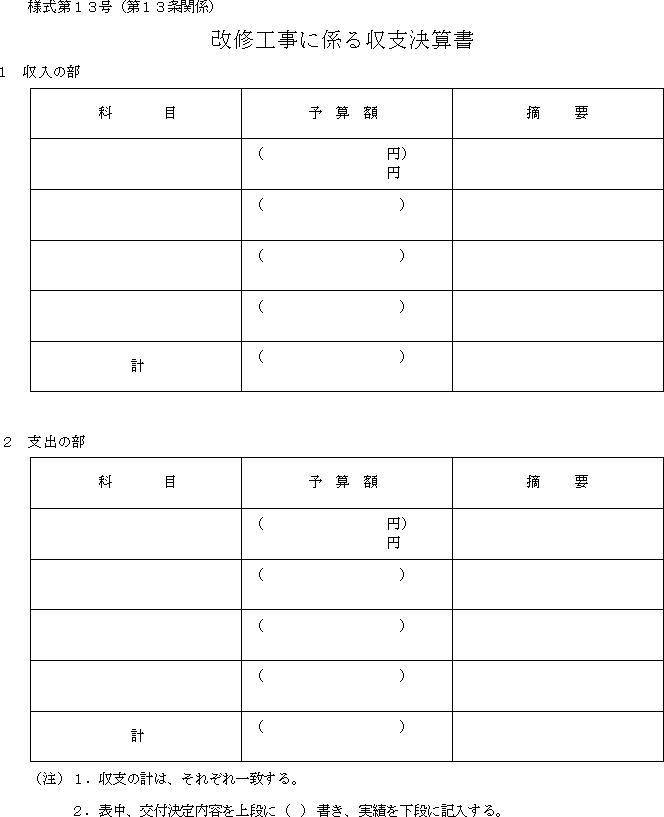 様式第１３号（第１３条関係）
改修工事に係る収支決算書
１　収入の部
科　　　目　　　予　算　額　　　摘　　要
（　　　　　　　　　円）
円
（　　　　　　　　　　）
（　　　　　　　　　　）
（　　　　　　　　　　）
計　　　（　　　　　　　　　　）
２　支出の部
科　　　目　　　予　算　額　　　摘　　要
（　　　　　　　　　円）
円
（　　　　　　　　　　）
（　　　　　　　　　　）
（　　　　　　　　　　）
計　　　（　　　　　　　　　　）
（注）１．収支の計は、それぞれ一致する。
２．表中、交付決定内容を上段に（　）書き、実績を下段に記入する。